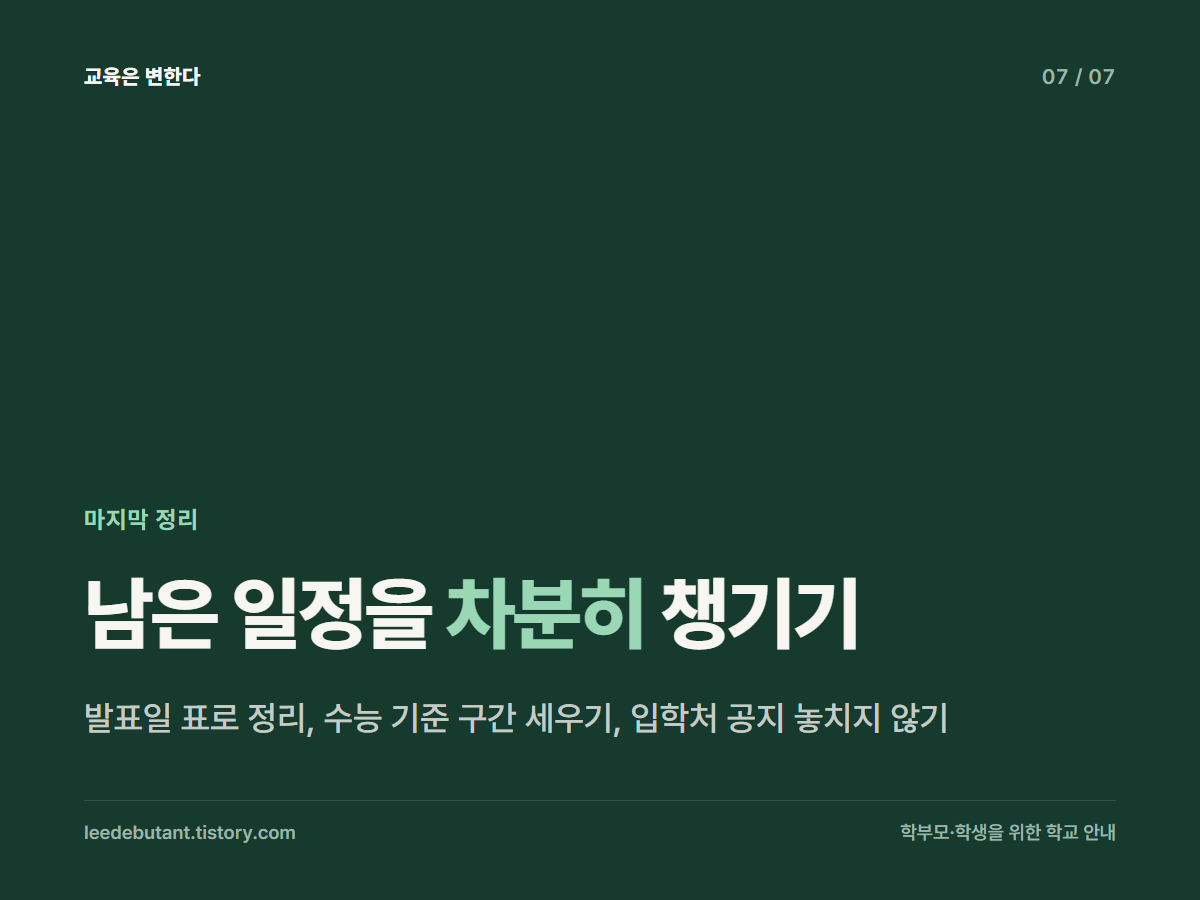 교육은 변한다
07 / 07
마지막 정리
남은 일정을 차분히 챙기기
발표일 표로 정리, 수능 기준 구간 세우기, 입학처 공지 놓치지 않기
leedebutant.tistory.com
학부모·학생을 위한 학교 안내